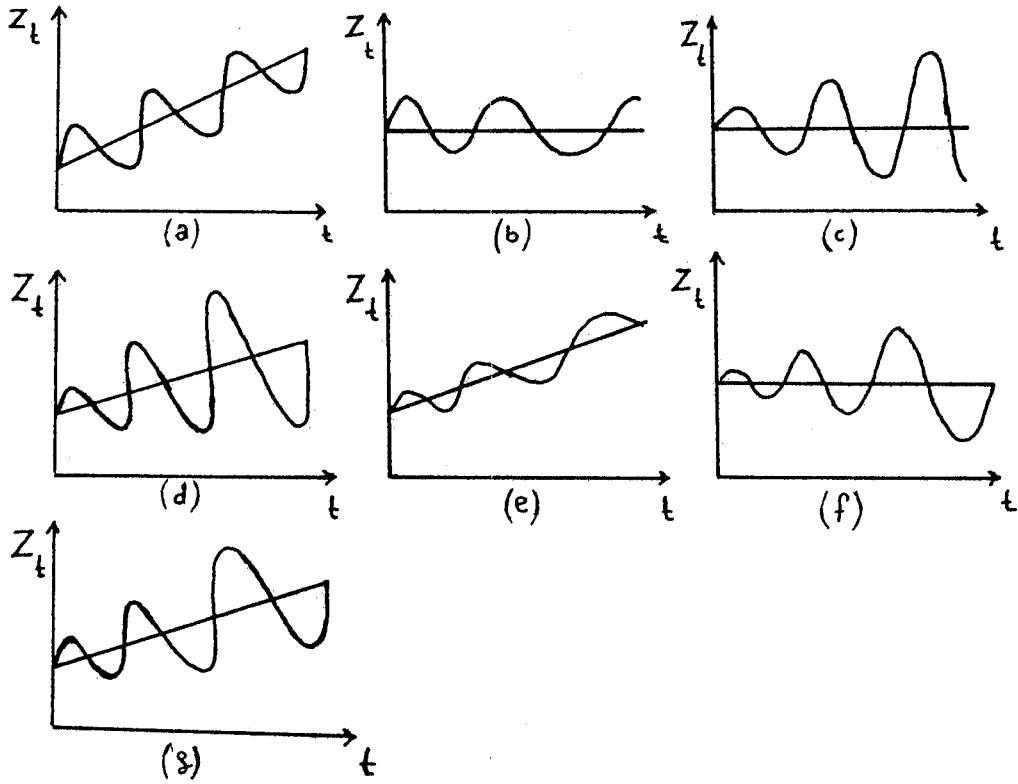 Z_t Z_t Z_t
t t t
(a) (b) (c)
Z_t Z_t Z_t
t t t
(d) (e) (f)
Z_t
t
(g)